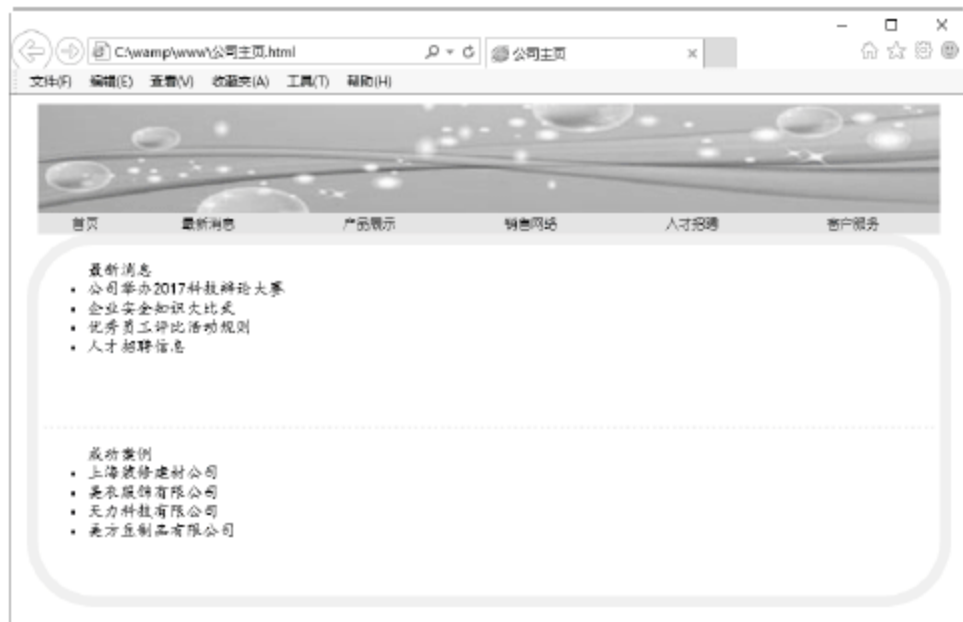 C:\wamp\www\公司主页.html
公司主页
文件(F) 编辑(E) 查看(V) 收藏夹(A) 工具(T) 帮助(H)
首页 最新消息 产品展示 销售网络 人才招聘 客户服务
最新消息
• 公司举办2017科技辩论大赛
• 企业安全知识大比武
• 优秀员工评比活动规则
• 人才招聘信息
成功案例
• 上海装修建材公司
• 美衣服饰有限公司
• 天力科技有限公司
• 美方豆制品有限公司